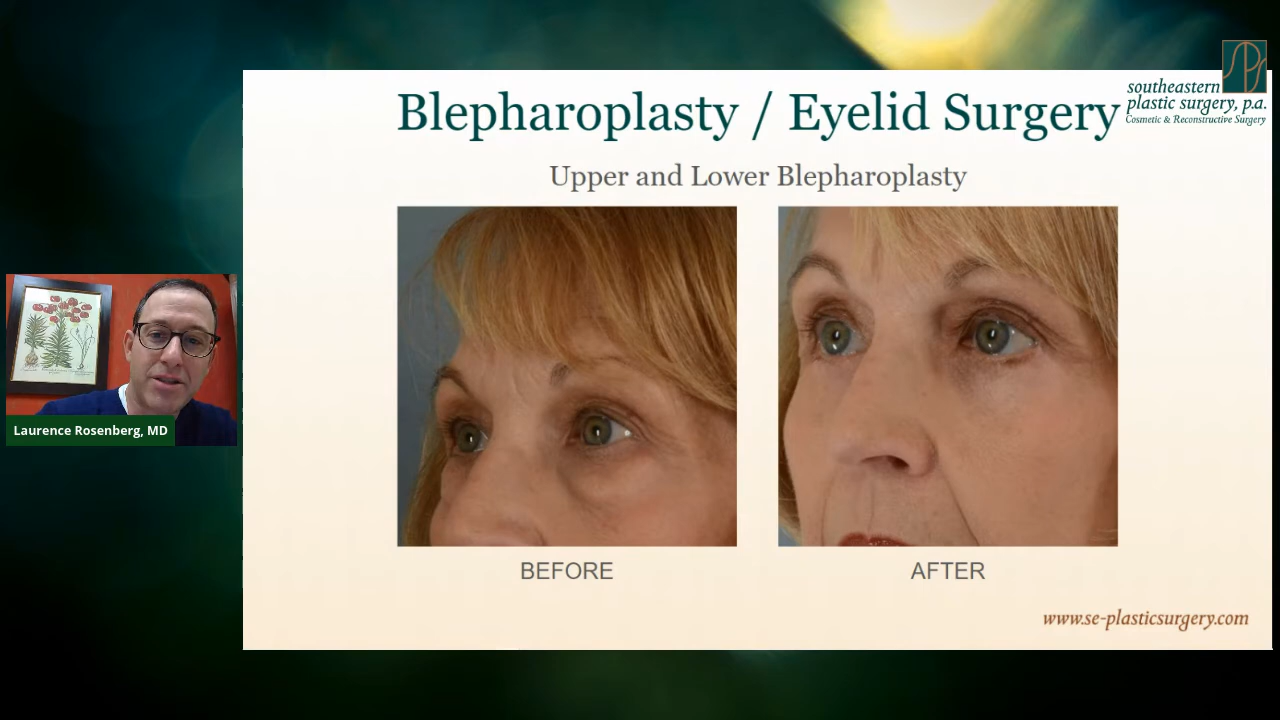 Blepharoplasty / Eyelid Surgery
southeastern
plastic surgery, p.a.
Cosmetic & Reconstructive Surgery
Upper and Lower Blepharoplasty
Laurence Rosenberg, MD
BEFORE
AFTER
www.se-plasticsurgery.com